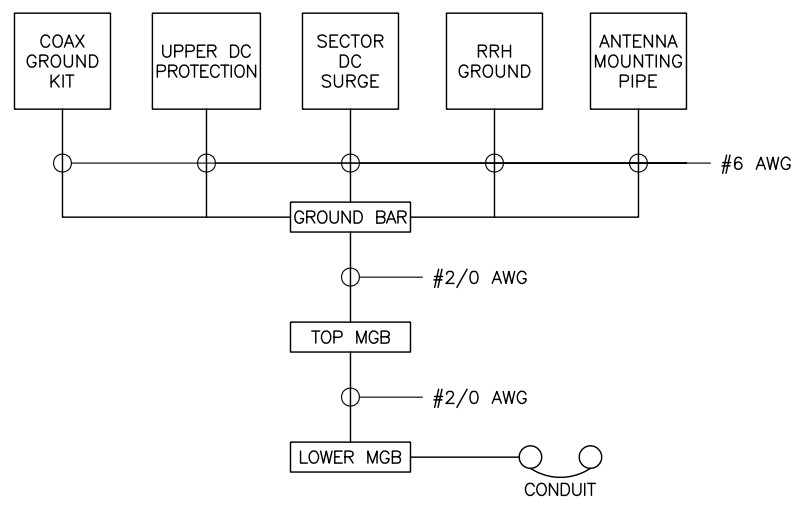 COAX
GROUND
KIT
UPPER DC
PROTECTION
SECTOR
DC
SURGE
RRH
GROUND
ANTENNA
MOUNTING
PIPE
#6 AWG
GROUND BAR
#2/0 AWG
TOP MGB
#2/0 AWG
LOWER MGB
CONDUIT